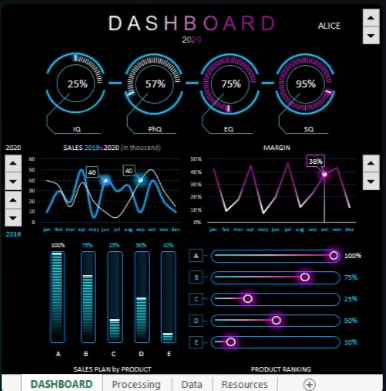 DASHBOARD
ALICE
2020
25%
57%
75%
95%
IQ
PhQ
EQ
SQ
2020
SALES 2019&2020 (in thousand)
MARGIN
60
50
40
30
20
10
0
40
40
jan feb mar apr may jun jul aug sep oct nov dec
50%
40%
30%
20%
10%
0%
38%
jan feb mar apr may jun jul aug sep oct nov dec
2019
100% 75% 25% 50% 10%
A B C D E
A 100%
B 75%
C 25%
D 50%
E 10%
SALES PLAN by PRODUCT
PRODUCT RANKING
DASHBOARD Processing Data Resources